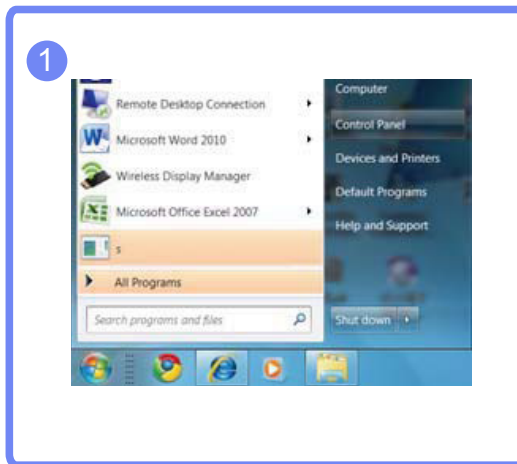 1
Remote Desktop Connection
Microsoft Word 2010
Wireless Display Manager
Microsoft Office Excel 2007
s
All Programs
Search programs and files
Computer
Control Panel
Devices and Printers
Default Programs
Help and Support
Shut down